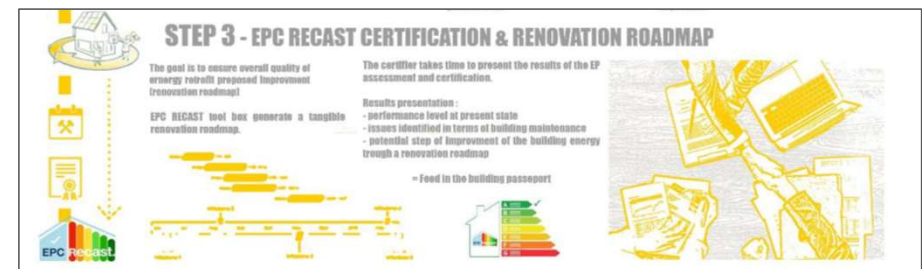 STEP 3 - EPC RECAST CERTIFICATION & RENOVATION ROADMAP
The goal is to ensure overall quality of
energy retrofit proposed improvment
(renovation roadmap)
EPC RECAST tool box generate a tangible
renovation roadmap.
The certifier takes time to present the results of the EP
assessment and certification.
Results presentation :
- performance level at present state
- issues identified in terms of building maintenance
- potential step of improvment of the building energy
trough a renovation roadmap
= Feed in the building passeport
EPC Recast